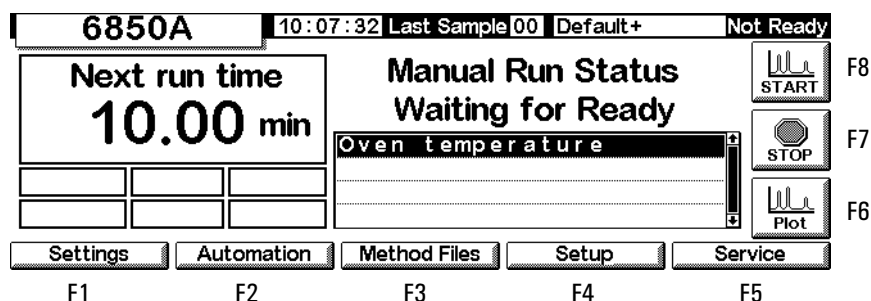 6850A 10:07:32 Last Sample 00 Default+ Not Ready
Next run time
10.00 min
Manual Run Status
Waiting for Ready
Oven temperature
START F8
STOP F7
Plot F6
Settings Automation Method Files Setup Service
F1 F2 F3 F4 F5